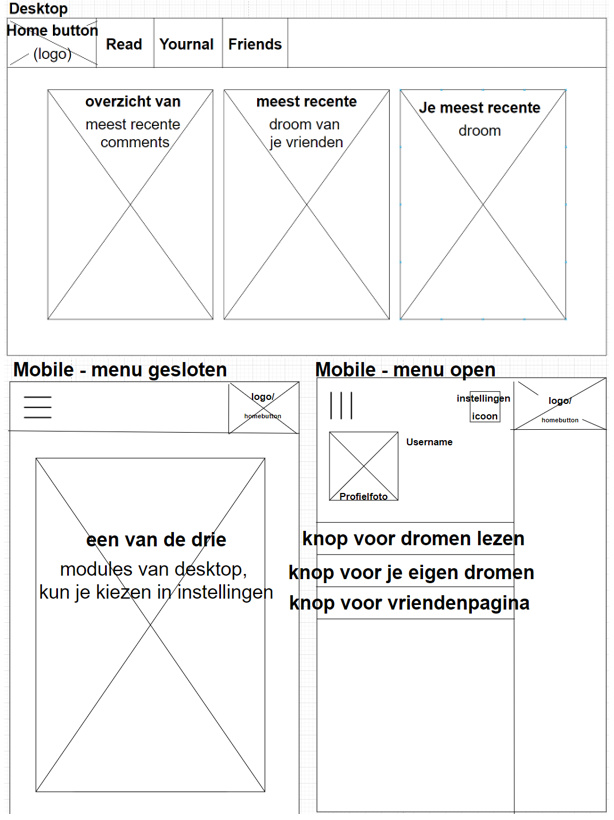 Desktop
Home button
(logo)
Read
Yournal
Friends
overzicht van
meest recente
comments
meest recente
droom van
je vrienden
Je meest recente
droom
Mobile - menu gesloten
logo/
homebutton
een van de drie
modules van desktop,
kun je kiezen in instellingen
Mobile - menu open
instellingen
icoon
logo/
homebutton
Username
Profielfoto
knop voor dromen lezen
knop voor je eigen dromen
knop voor vriendenpagina